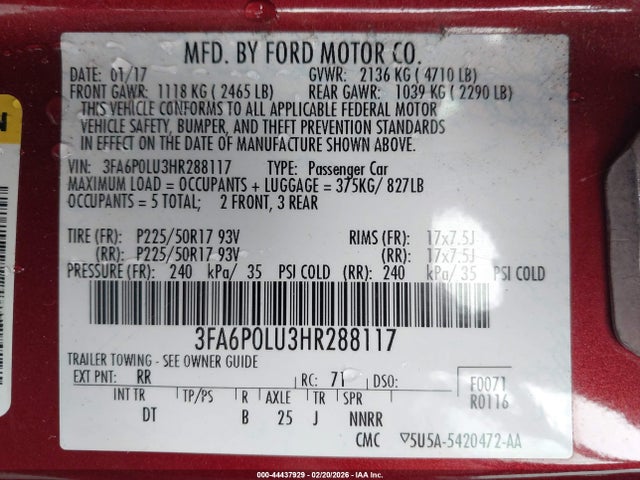 MFD. BY FORD MOTOR CO.
DATE: 01/17 GVWR: 2136 KG ( 4710 LB)
FRONT GAWR: 1118 KG ( 2465 LB) REAR GAWR: 1039 KG ( 2290 LB)
THIS VEHICLE CONFORMS TO ALL APPLICABLE FEDERAL MOTOR
VEHICLE SAFETY, BUMPER, AND THEFT PREVENTION STANDARDS
IN EFFECT ON THE DATE OF MANUFACTURE SHOWN ABOVE.
VIN: 3FA6P0LU3HR288117 TYPE: Passenger Car
MAXIMUM LOAD = OCCUPANTS + LUGGAGE = 375KG/ 827LB
OCCUPANTS = 5 TOTAL; 2 FRONT, 3 REAR
TIRE (FR): P225/50R17 93V RIMS (FR): 17x7.5J
(RR): P225/50R17 93V (RR): 17x7.5J
PRESSURE (FR): 240 kPa/ 35 PSI COLD (RR): 240 kPa/ 35 PSI COLD
3FA6P0LU3HR288117
TRAILER TOWING - SEE OWNER GUIDE
EXT PNT: RR RC: 71 DSO: F0071
INT TR TP/PS R AXLE TR SPR R0116
DT B 25 J NNRR
CMC ▽5U5A-5420472-AA
000-44437929 - 02/20/2026 - IAA Inc.